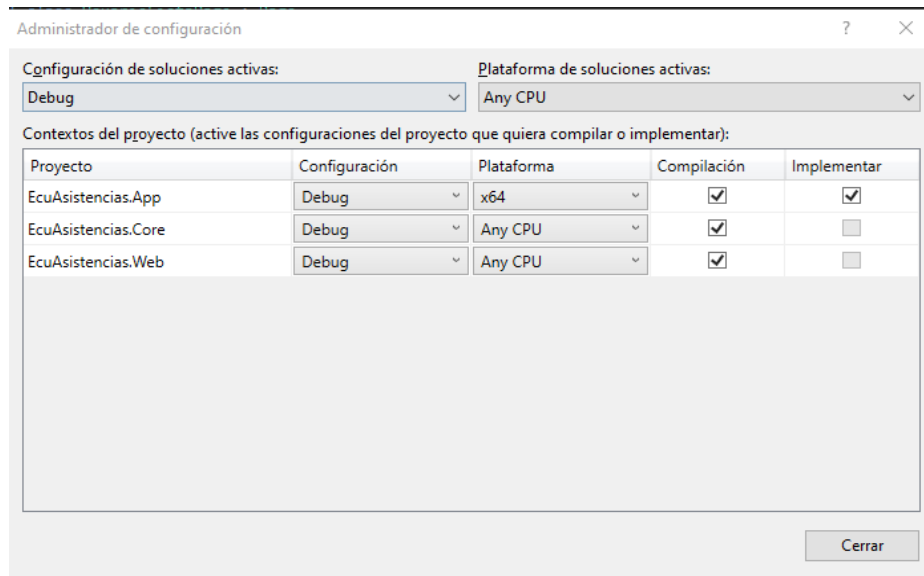 Administrador de configuración
Configuración de soluciones activas: Plataforma de soluciones activas:
Debug Any CPU
Contextos del proyecto (active las configuraciones del proyecto que quiera compilar o implementar):
Proyecto Configuración Plataforma Compilación Implementar
EcuAsistencias.App Debug x64
EcuAsistencias.Core Debug Any CPU
EcuAsistencias.Web Debug Any CPU
Cerrar